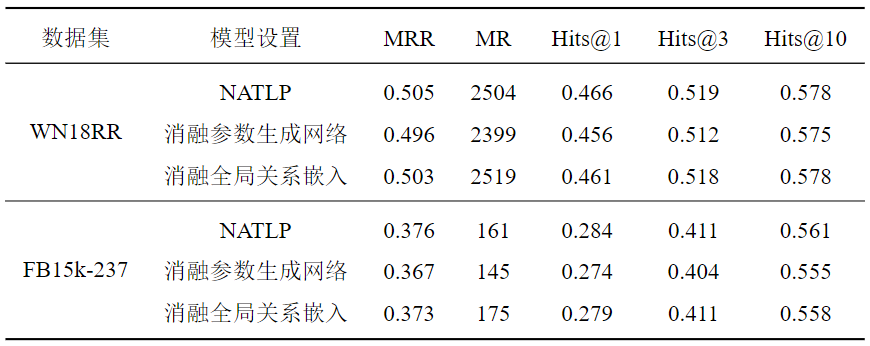 数据集 模型设置 MRR MR Hits@1 Hits@3 Hits@10
NATLP 0.505 2504 0.466 0.519 0.578
WN18RR 消融参数生成网络 0.496 2399 0.456 0.512 0.575
消融全局关系嵌入 0.503 2519 0.461 0.518 0.578
NATLP 0.376 161 0.284 0.411 0.561
FB15k-237 消融参数生成网络 0.367 145 0.274 0.404 0.555
消融全局关系嵌入 0.373 175 0.279 0.411 0.558